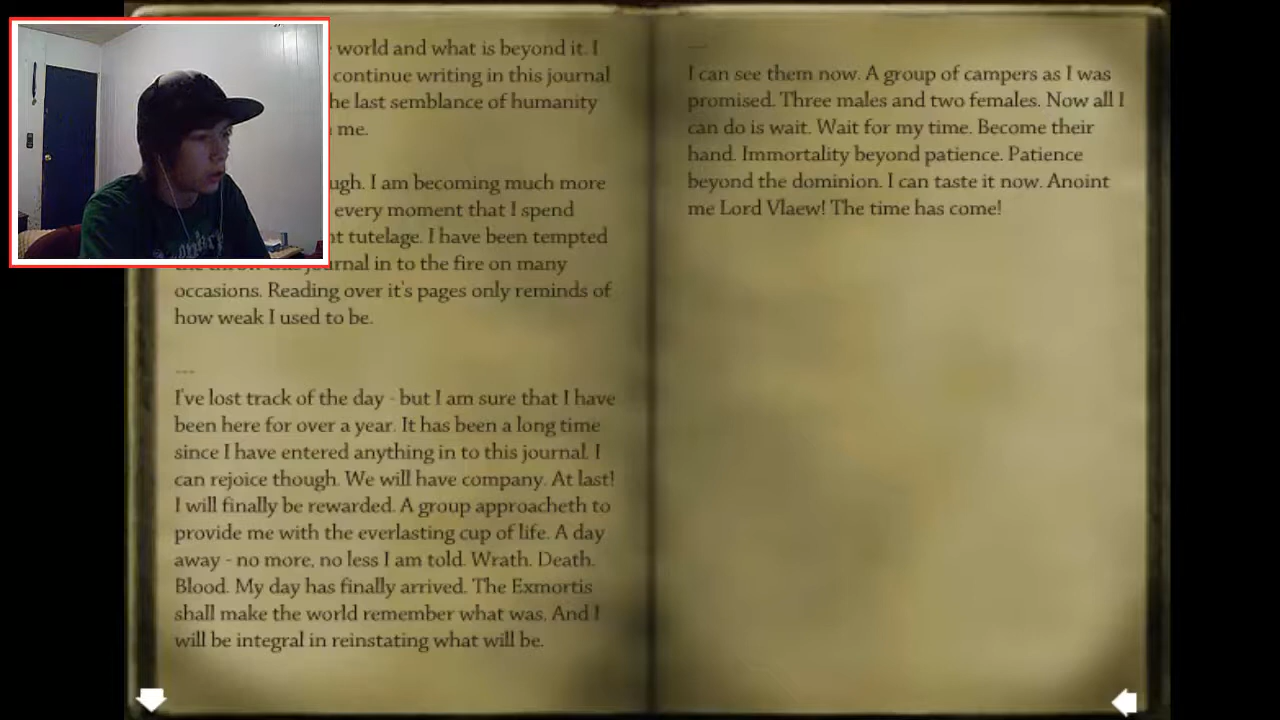 world and what is beyond it. I
continue writing in this journal
he last semblance of humanity
me.
ugh. I am becoming much more
every moment that I spend
nt tutelage. I have been tempted
the throw this journal in to the fire on many
occasions. Reading over it's pages only reminds of
how weak I used to be.
---
I've lost track of the day - but I am sure that I have
been here for over a year. It has been a long time
since I have entered anything in to this journal. I
can rejoice though. We will have company. At last!
I will finally be rewarded. A group approacheth to
provide me with the everlasting cup of life. A day
away - no more, no less I am told. Wrath. Death.
Blood. My day has finally arrived. The Exmortis
shall make the world remember what was. And I
will be integral in reinstating what will be.
---
I can see them now. A group of campers as I was
promised. Three males and two females. Now all I
can do is wait. Wait for my time. Become their
hand. Immortality beyond patience. Patience
beyond the dominion. I can taste it now. Anoint
me Lord Vlaew! The time has come!